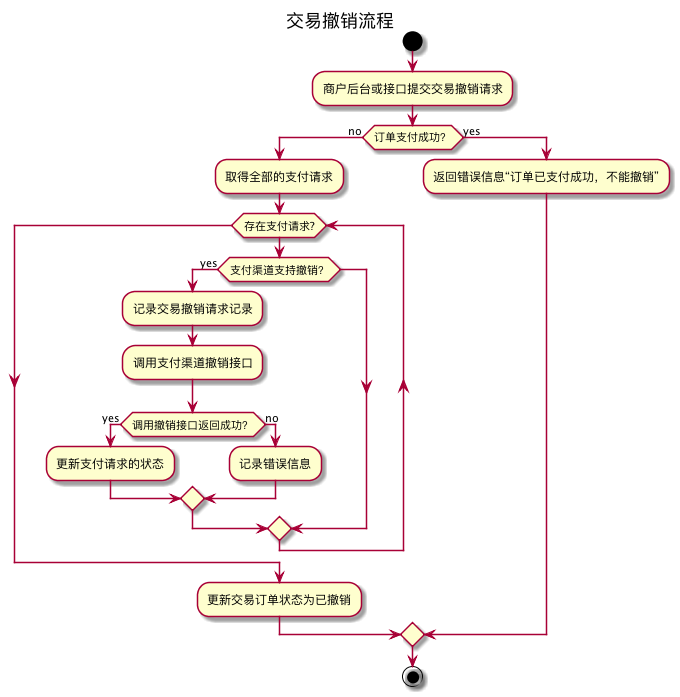 交易撤销流程
商户后台或接口提交交易撤销请求
no
订单支付成功?
yes
取得全部的支付请求
返回错误信息“订单已支付成功，不能撤销”
存在支付请求?
yes
支付渠道支持撤销?
记录交易撤销请求记录
调用支付渠道撤销接口
yes
调用撤销接口返回成功?
no
更新支付请求的状态
记录错误信息
更新交易订单状态为已撤销